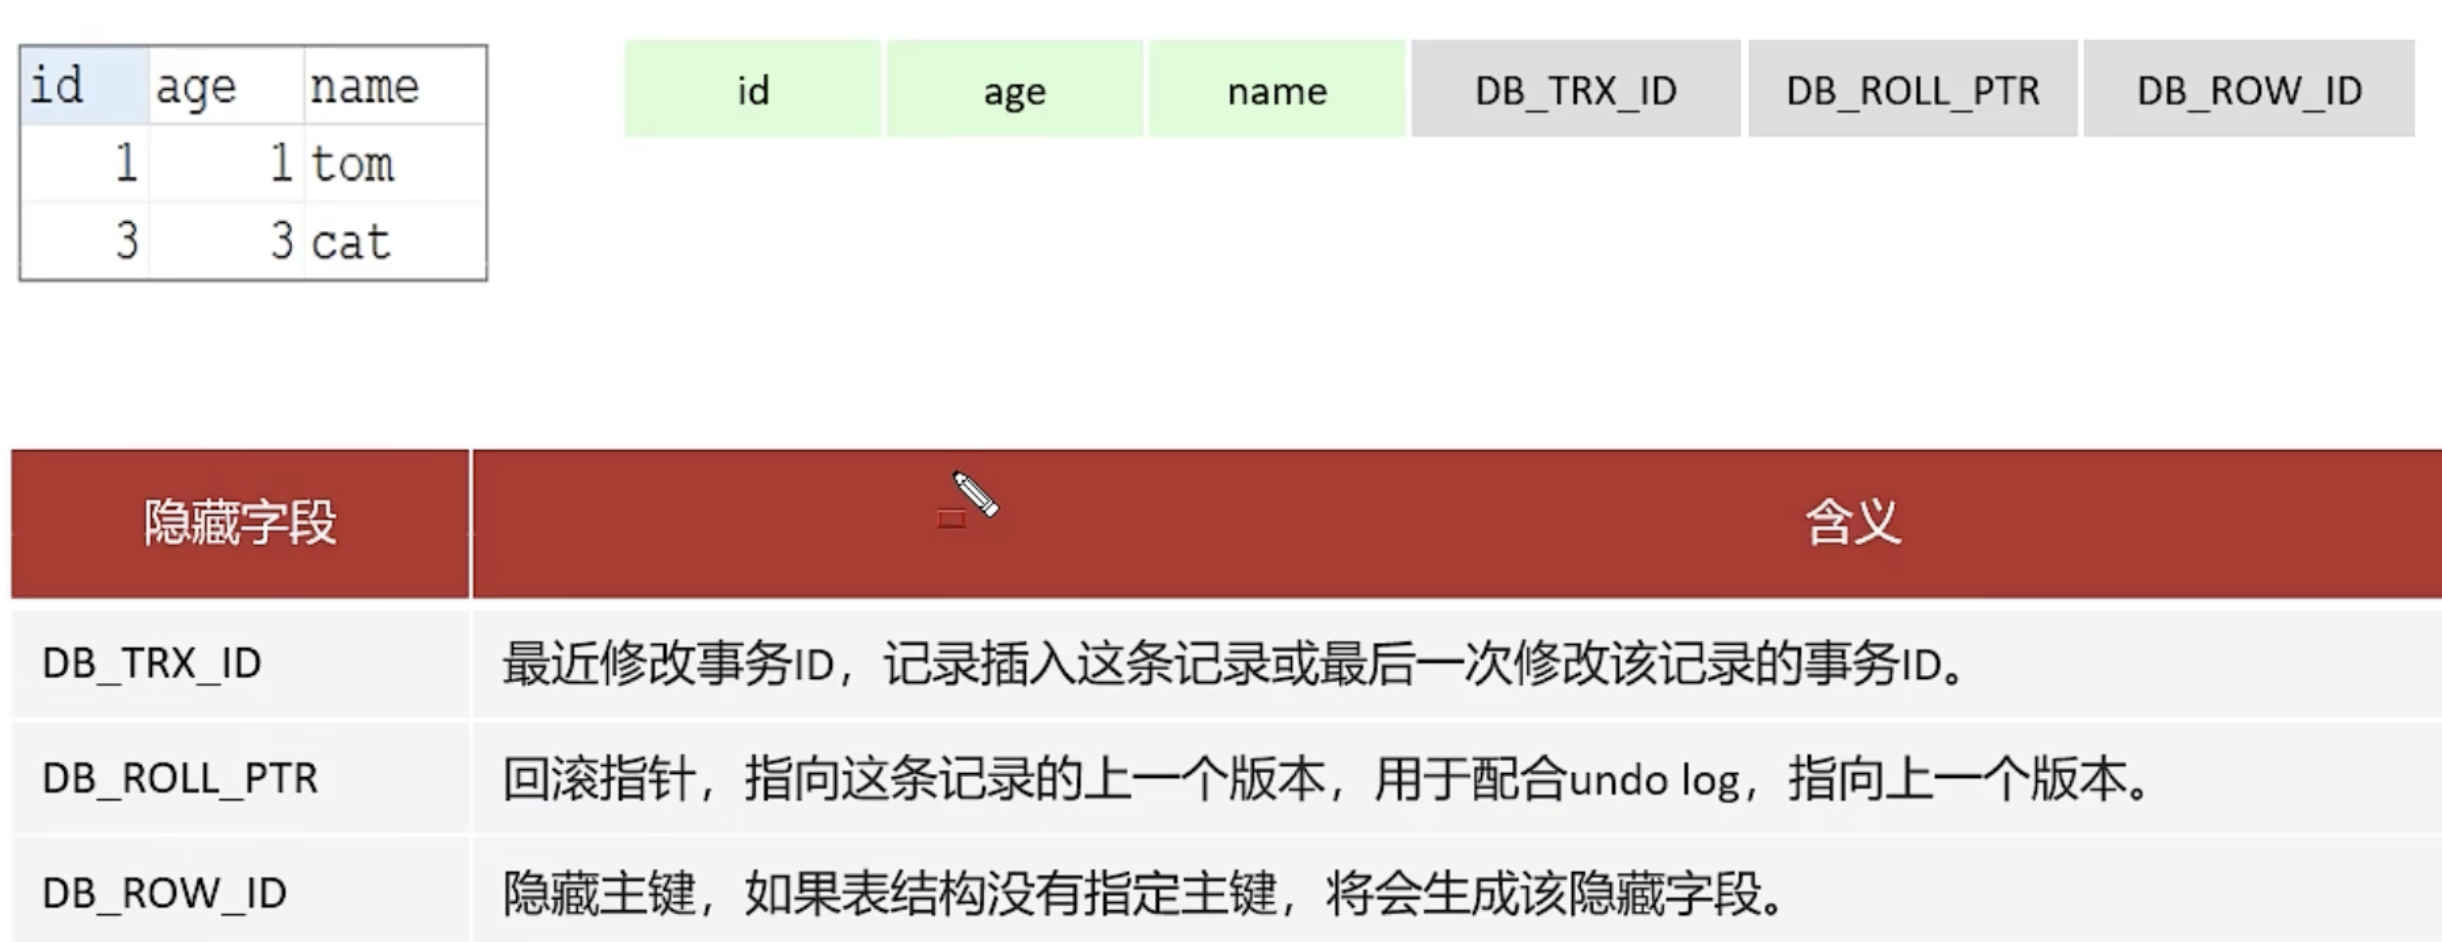 id age name
1 1 tom
3 3 cat
id age name DB_TRX_ID DB_ROLL_PTR DB_ROW_ID
隐藏字段 含义
DB_TRX_ID 最近修改事务ID，记录插入这条记录或最后一次修改该记录的事务ID。
DB_ROLL_PTR 回滚指针，指向这条记录的上一个版本，用于配合undo log，指向上一个版本。
DB_ROW_ID 隐藏主键，如果表结构没有指定主键，将会生成该隐藏字段。